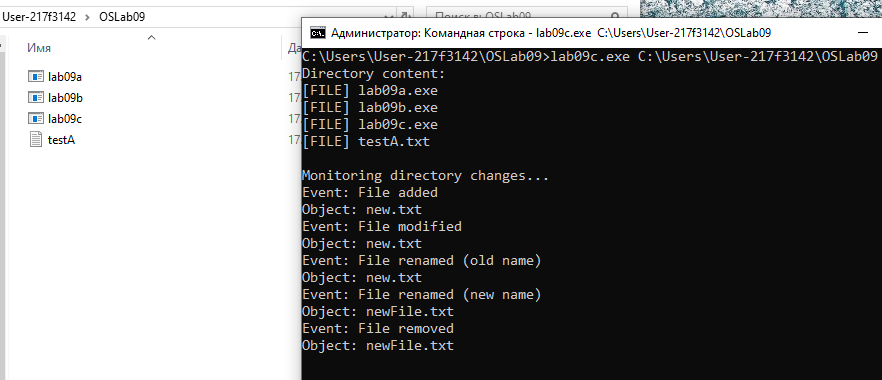 User-217f3142 > OSLab09
Поиск в: OSLab09
Имя
Да
lab09a
17
lab09b
17
lab09c
17
testA
17
Администратор: Командная строка - lab09c.exe C:\Users\User-217f3142\OSLab09
C:\Users\User-217f3142\OSLab09>lab09c.exe C:\Users\User-217f3142\OSLab09
Directory content:
[FILE] lab09a.exe
[FILE] lab09b.exe
[FILE] lab09c.exe
[FILE] testA.txt
Monitoring directory changes...
Event: File added
Object: new.txt
Event: File modified
Object: new.txt
Event: File renamed (old name)
Object: new.txt
Event: File renamed (new name)
Object: newFile.txt
Event: File removed
Object: newFile.txt